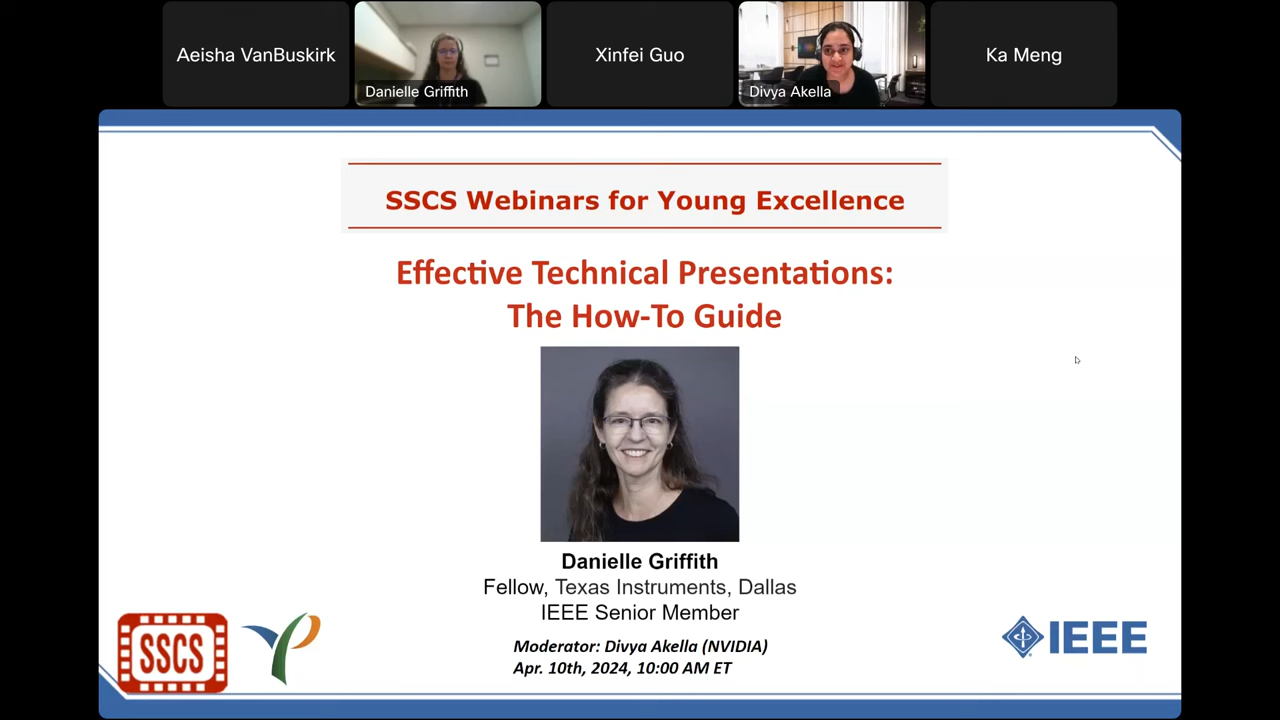 Aeisha VanBuskirk
Danielle Griffith
Xinfei Guo
Divya Akella
Ka Meng
SSCS Webinars for Young Excellence
Effective Technical Presentations:
The How-To Guide
Danielle Griffith
Fellow, Texas Instruments, Dallas
IEEE Senior Member
Moderator: Divya Akella (NVIDIA)
Apr. 10th, 2024, 10:00 AM ET
SSCS
IEEE